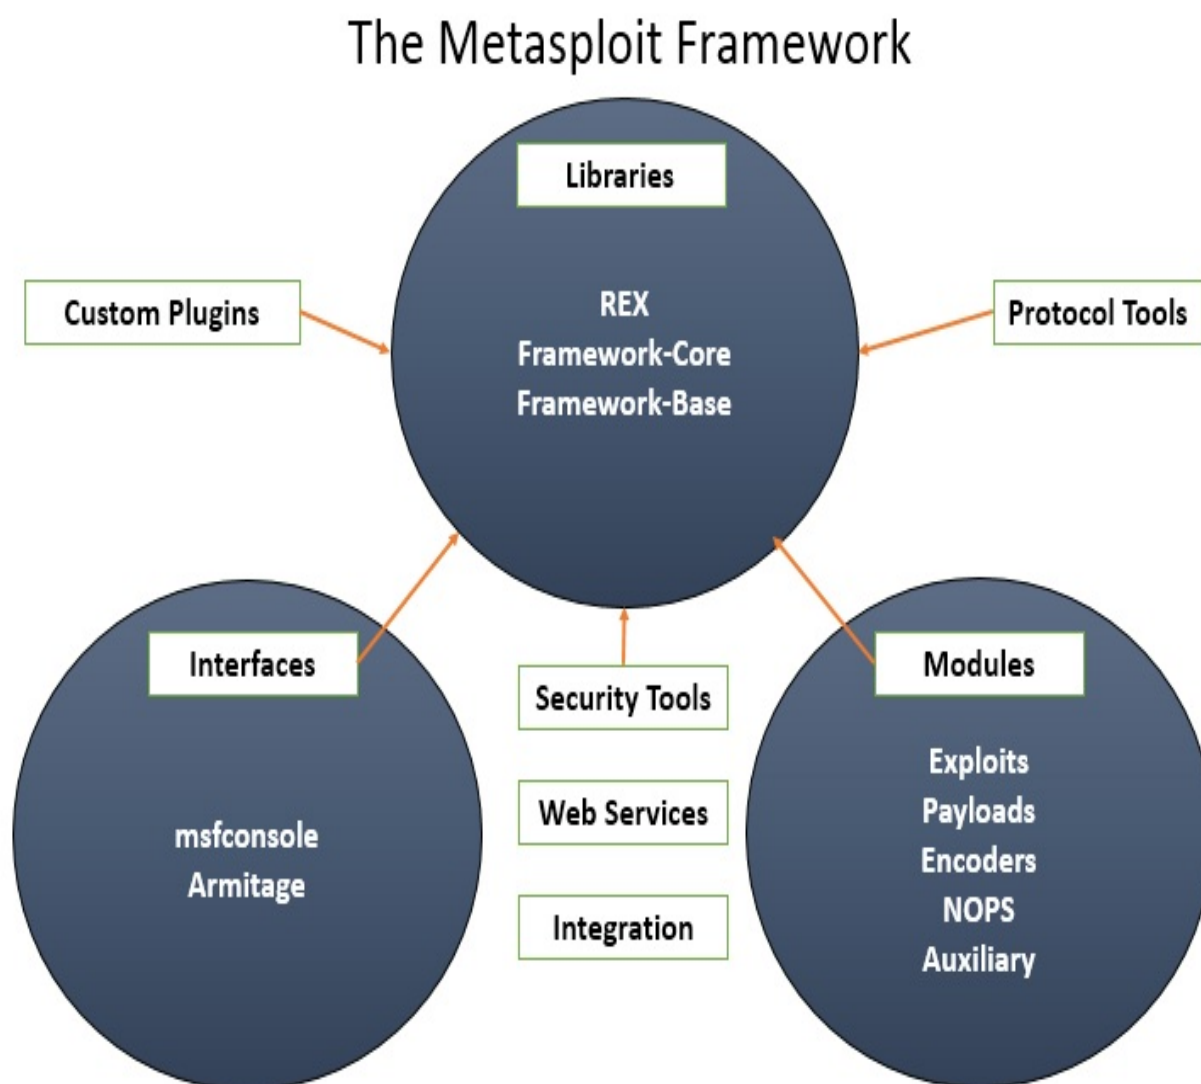 The Metasploit Framework
Libraries
Custom Plugins
REX
Framework-Core
Framework-Base
Protocol Tools
Interfaces
msfconsole
Armitage
Security Tools
Web Services
Integration
Modules
Exploits
Payloads
Encoders
NOPS
Auxiliary